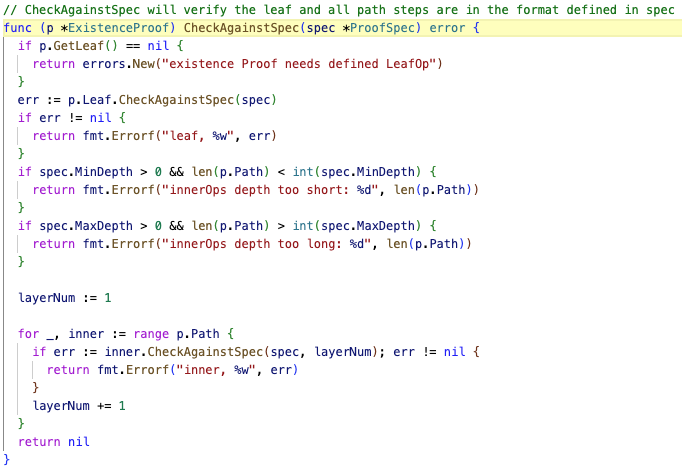 // CheckAgainstSpec will verify the leaf and all path steps are in the format defined in spec
func (p *ExistenceProof) CheckAgainstSpec(spec *ProofSpec) error {
if p.GetLeaf() == nil {
return errors.New("existence Proof needs defined LeafOp")
}
err := p.Leaf.CheckAgainstSpec(spec)
if err != nil {
return fmt.Errorf("leaf, %w", err)
}
if spec.MinDepth > 0 && len(p.Path) < int(spec.MinDepth) {
return fmt.Errorf("innerOps depth too short: %d", len(p.Path))
}
if spec.MaxDepth > 0 && len(p.Path) > int(spec.MaxDepth) {
return fmt.Errorf("innerOps depth too long: %d", len(p.Path))
}
layerNum := 1
for _, inner := range p.Path {
if err := inner.CheckAgainstSpec(spec, layerNum); err != nil {
return fmt.Errorf("inner, %w", err)
}
layerNum += 1
}
return nil
}